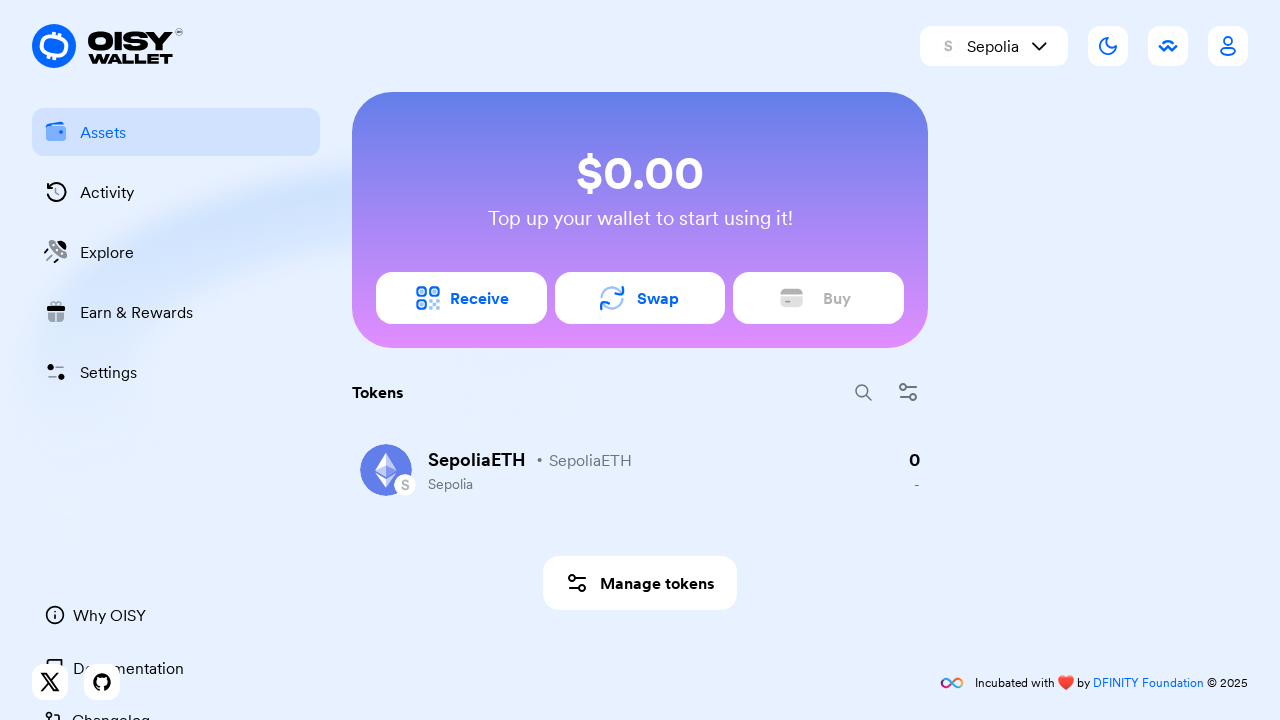 OISY
WALLET
S
Sepolia
Assets
Activity
Explore
Earn & Rewards
Settings
$0.00
Top up your wallet to start using it!
Receive
Swap
Buy
Tokens
SepoliaETH • SepoliaETH
0
Sepolia
-
S
Manage tokens
Why OISY
Documentation
Changelog
Incubated with ❤️ by DFINITY Foundation © 2025